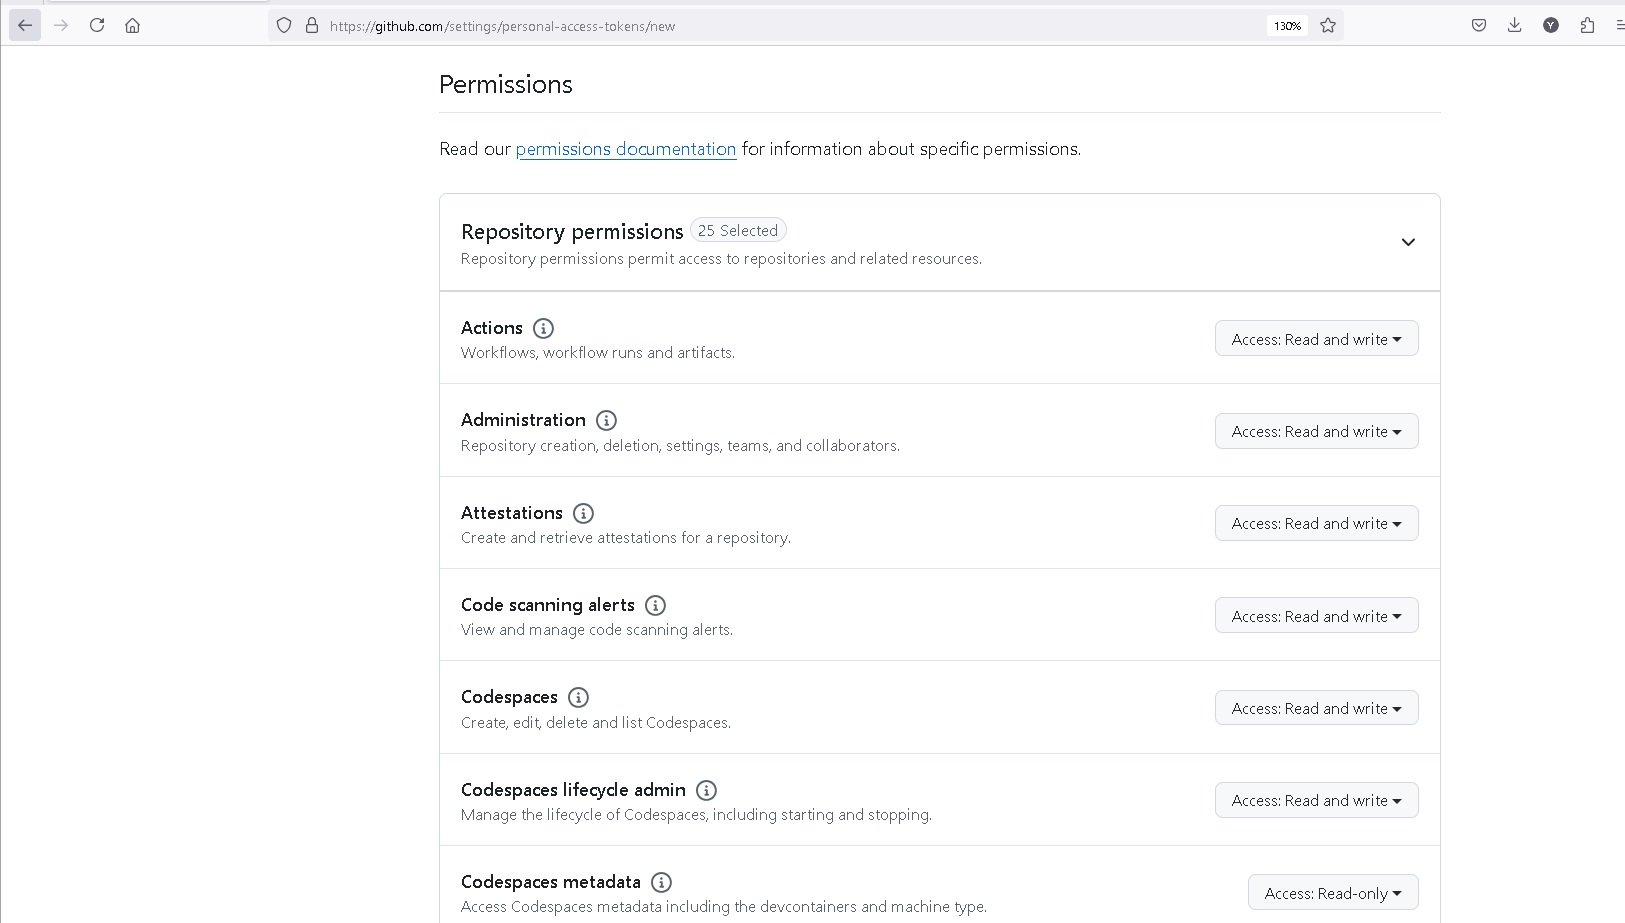 https://github.com/settings/personal-access-tokens/new
130%
Y
Permissions
Read our permissions documentation for information about specific permissions.
Repository permissions 25 Selected
Repository permissions permit access to repositories and related resources.
Actions
Access: Read and write
Workflows, workflow runs and artifacts.
Administration
Access: Read and write
Repository creation, deletion, settings, teams, and collaborators.
Attestations
Access: Read and write
Create and retrieve attestations for a repository.
Code scanning alerts
Access: Read and write
View and manage code scanning alerts.
Codespaces
Access: Read and write
Create, edit, delete and list Codespaces.
Codespaces lifecycle admin
Access: Read and write
Manage the lifecycle of Codespaces, including starting and stopping.
Codespaces metadata
Access: Read-only
Access Codespaces metadata including the devcontainers and machine type.